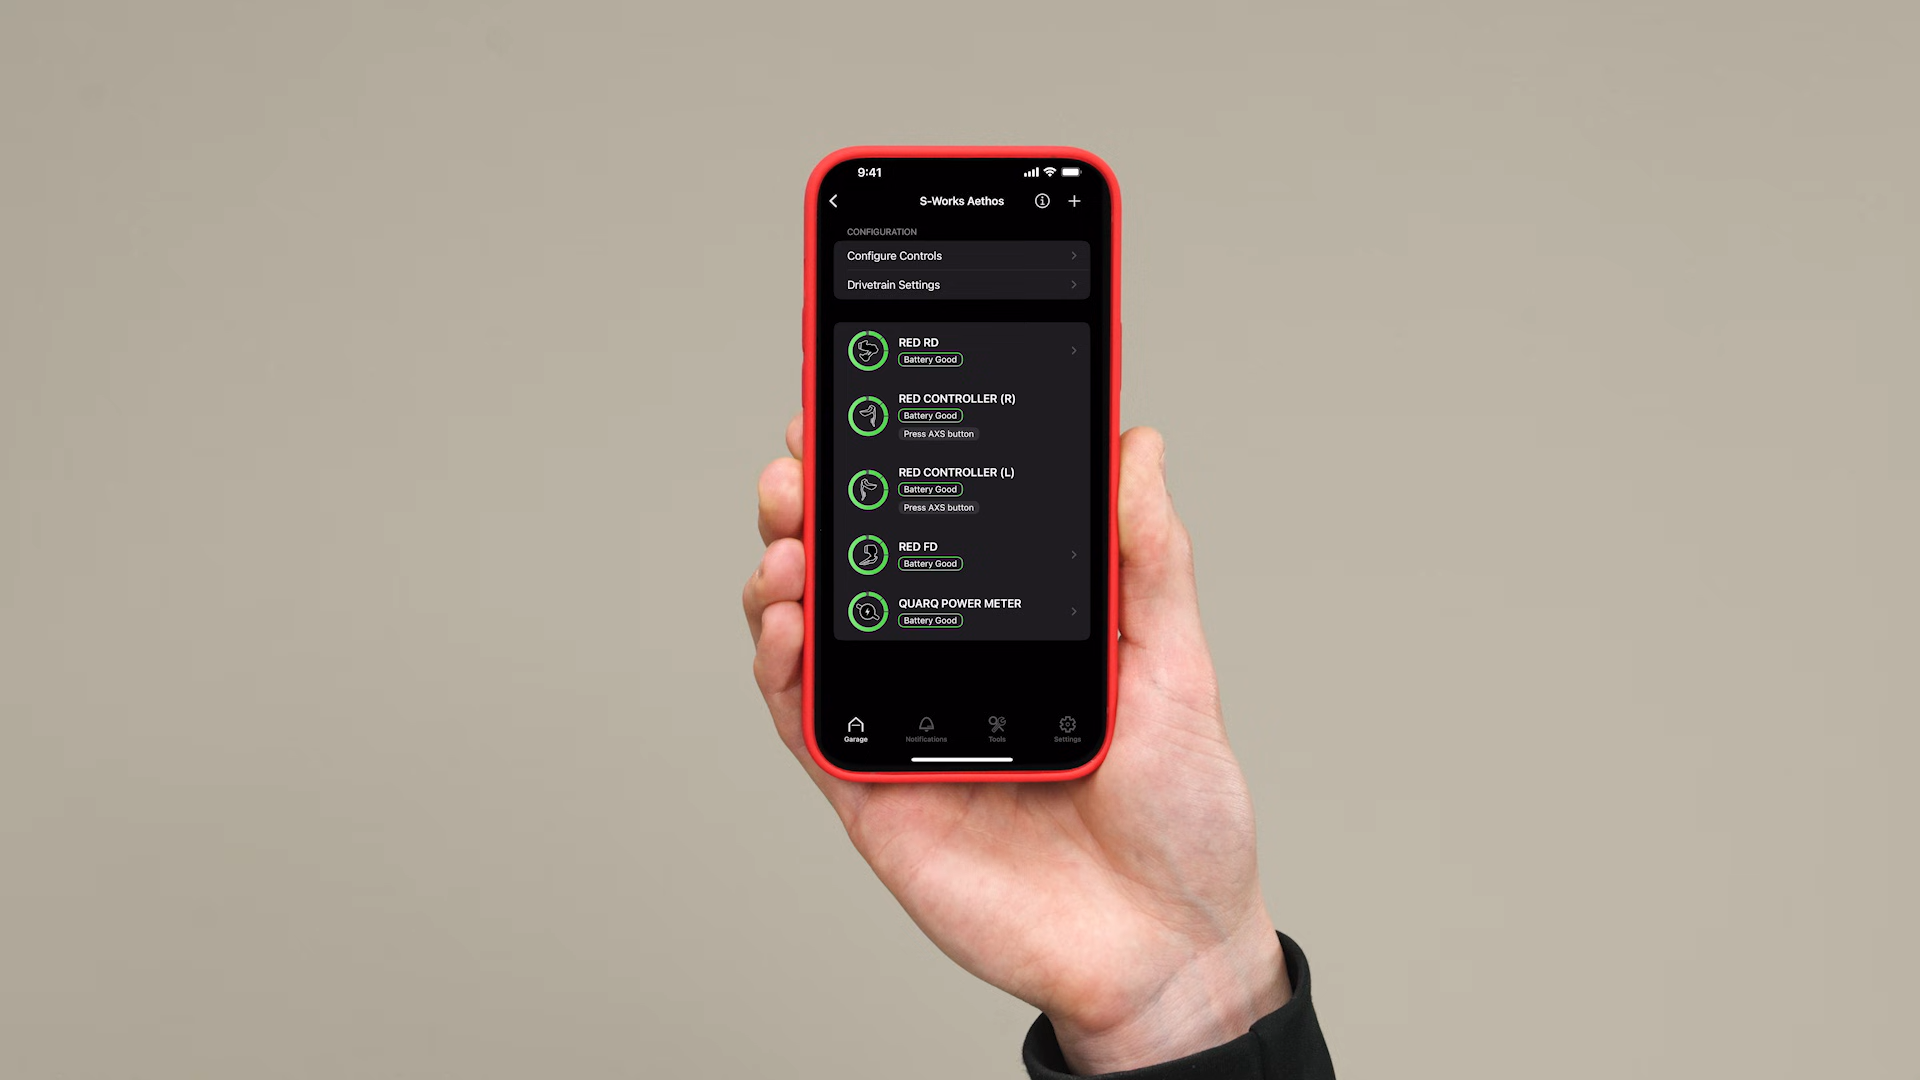 9:41
S-Works Aethos
CONFIGURATION
Configure Controls
Drivetrain Settings
RED RD
Battery Good
RED CONTROLLER (R)
Battery Good
Press AXS button
RED CONTROLLER (L)
Battery Good
Press AXS button
RED FD
Battery Good
QUARQ POWER METER
Battery Good
Garage
Notifications
Tools
Settings